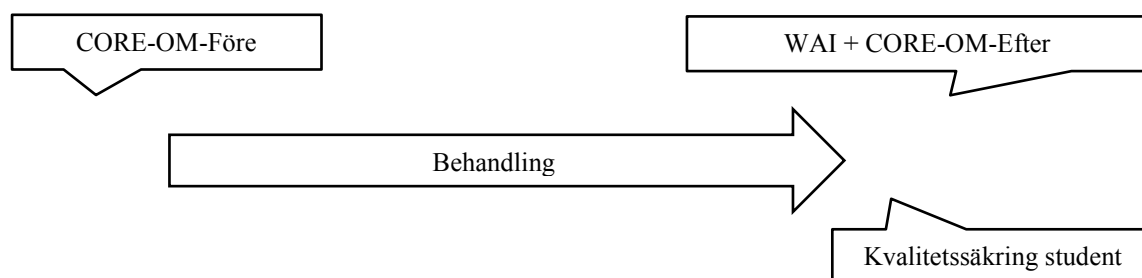 CORE-OM-Före
WAI + CORE-OM-Efter
Behandling
Kvalitetssäkring student